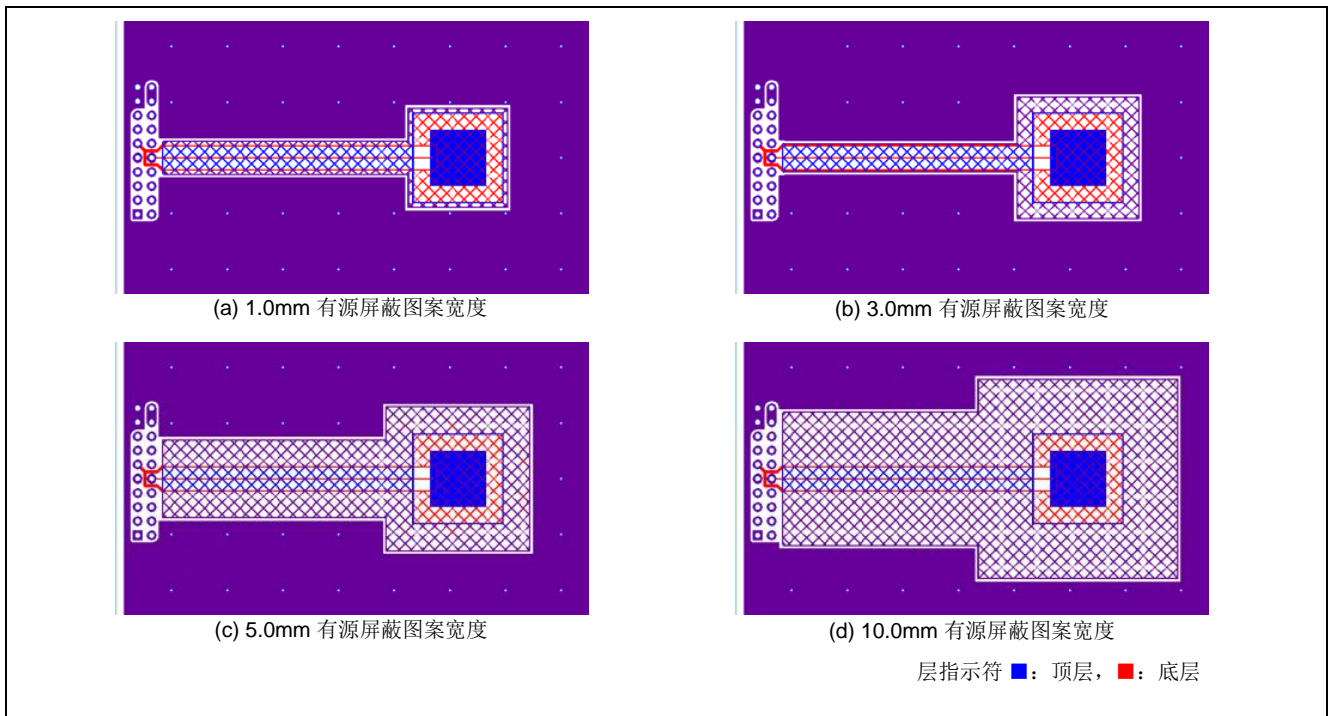 (a) 1.0mm 有源屏蔽图案宽度
(b) 3.0mm 有源屏蔽图案宽度
(c) 5.0mm 有源屏蔽图案宽度
(d) 10.0mm 有源屏蔽图案宽度
层指示符 ■：顶层，■：底层